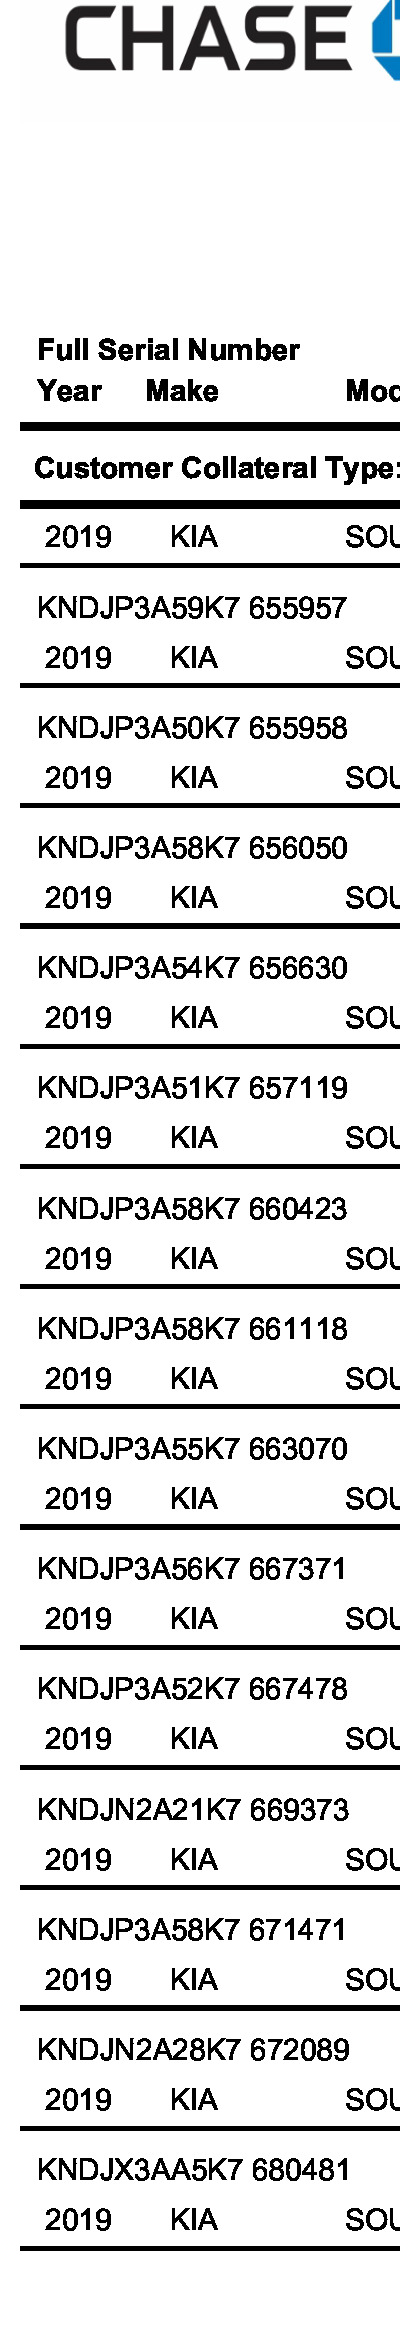 CHASE
Full Serial Number
Year Make Mod
Customer Collateral Type:
2019 KIA SOU
KNDJP3A59K7 655957
2019 KIA SOU
KNDJP3A50K7 655958
2019 KIA SOU
KNDJP3A58K7 656050
2019 KIA SOU
KNDJP3A54K7 656630
2019 KIA SOU
KNDJP3A51K7 657119
2019 KIA SOU
KNDJP3A58K7 660423
2019 KIA SOU
KNDJP3A58K7 661118
2019 KIA SOU
KNDJP3A55K7 663070
2019 KIA SOU
KNDJP3A56K7 667371
2019 KIA SOU
KNDJP3A52K7 667478
2019 KIA SOU
KNDJN2A21K7 669373
2019 KIA SOU
KNDJP3A58K7 671471
2019 KIA SOU
KNDJN2A28K7 672089
2019 KIA SOU
KNDJX3AA5K7 680481
2019 KIA SOU